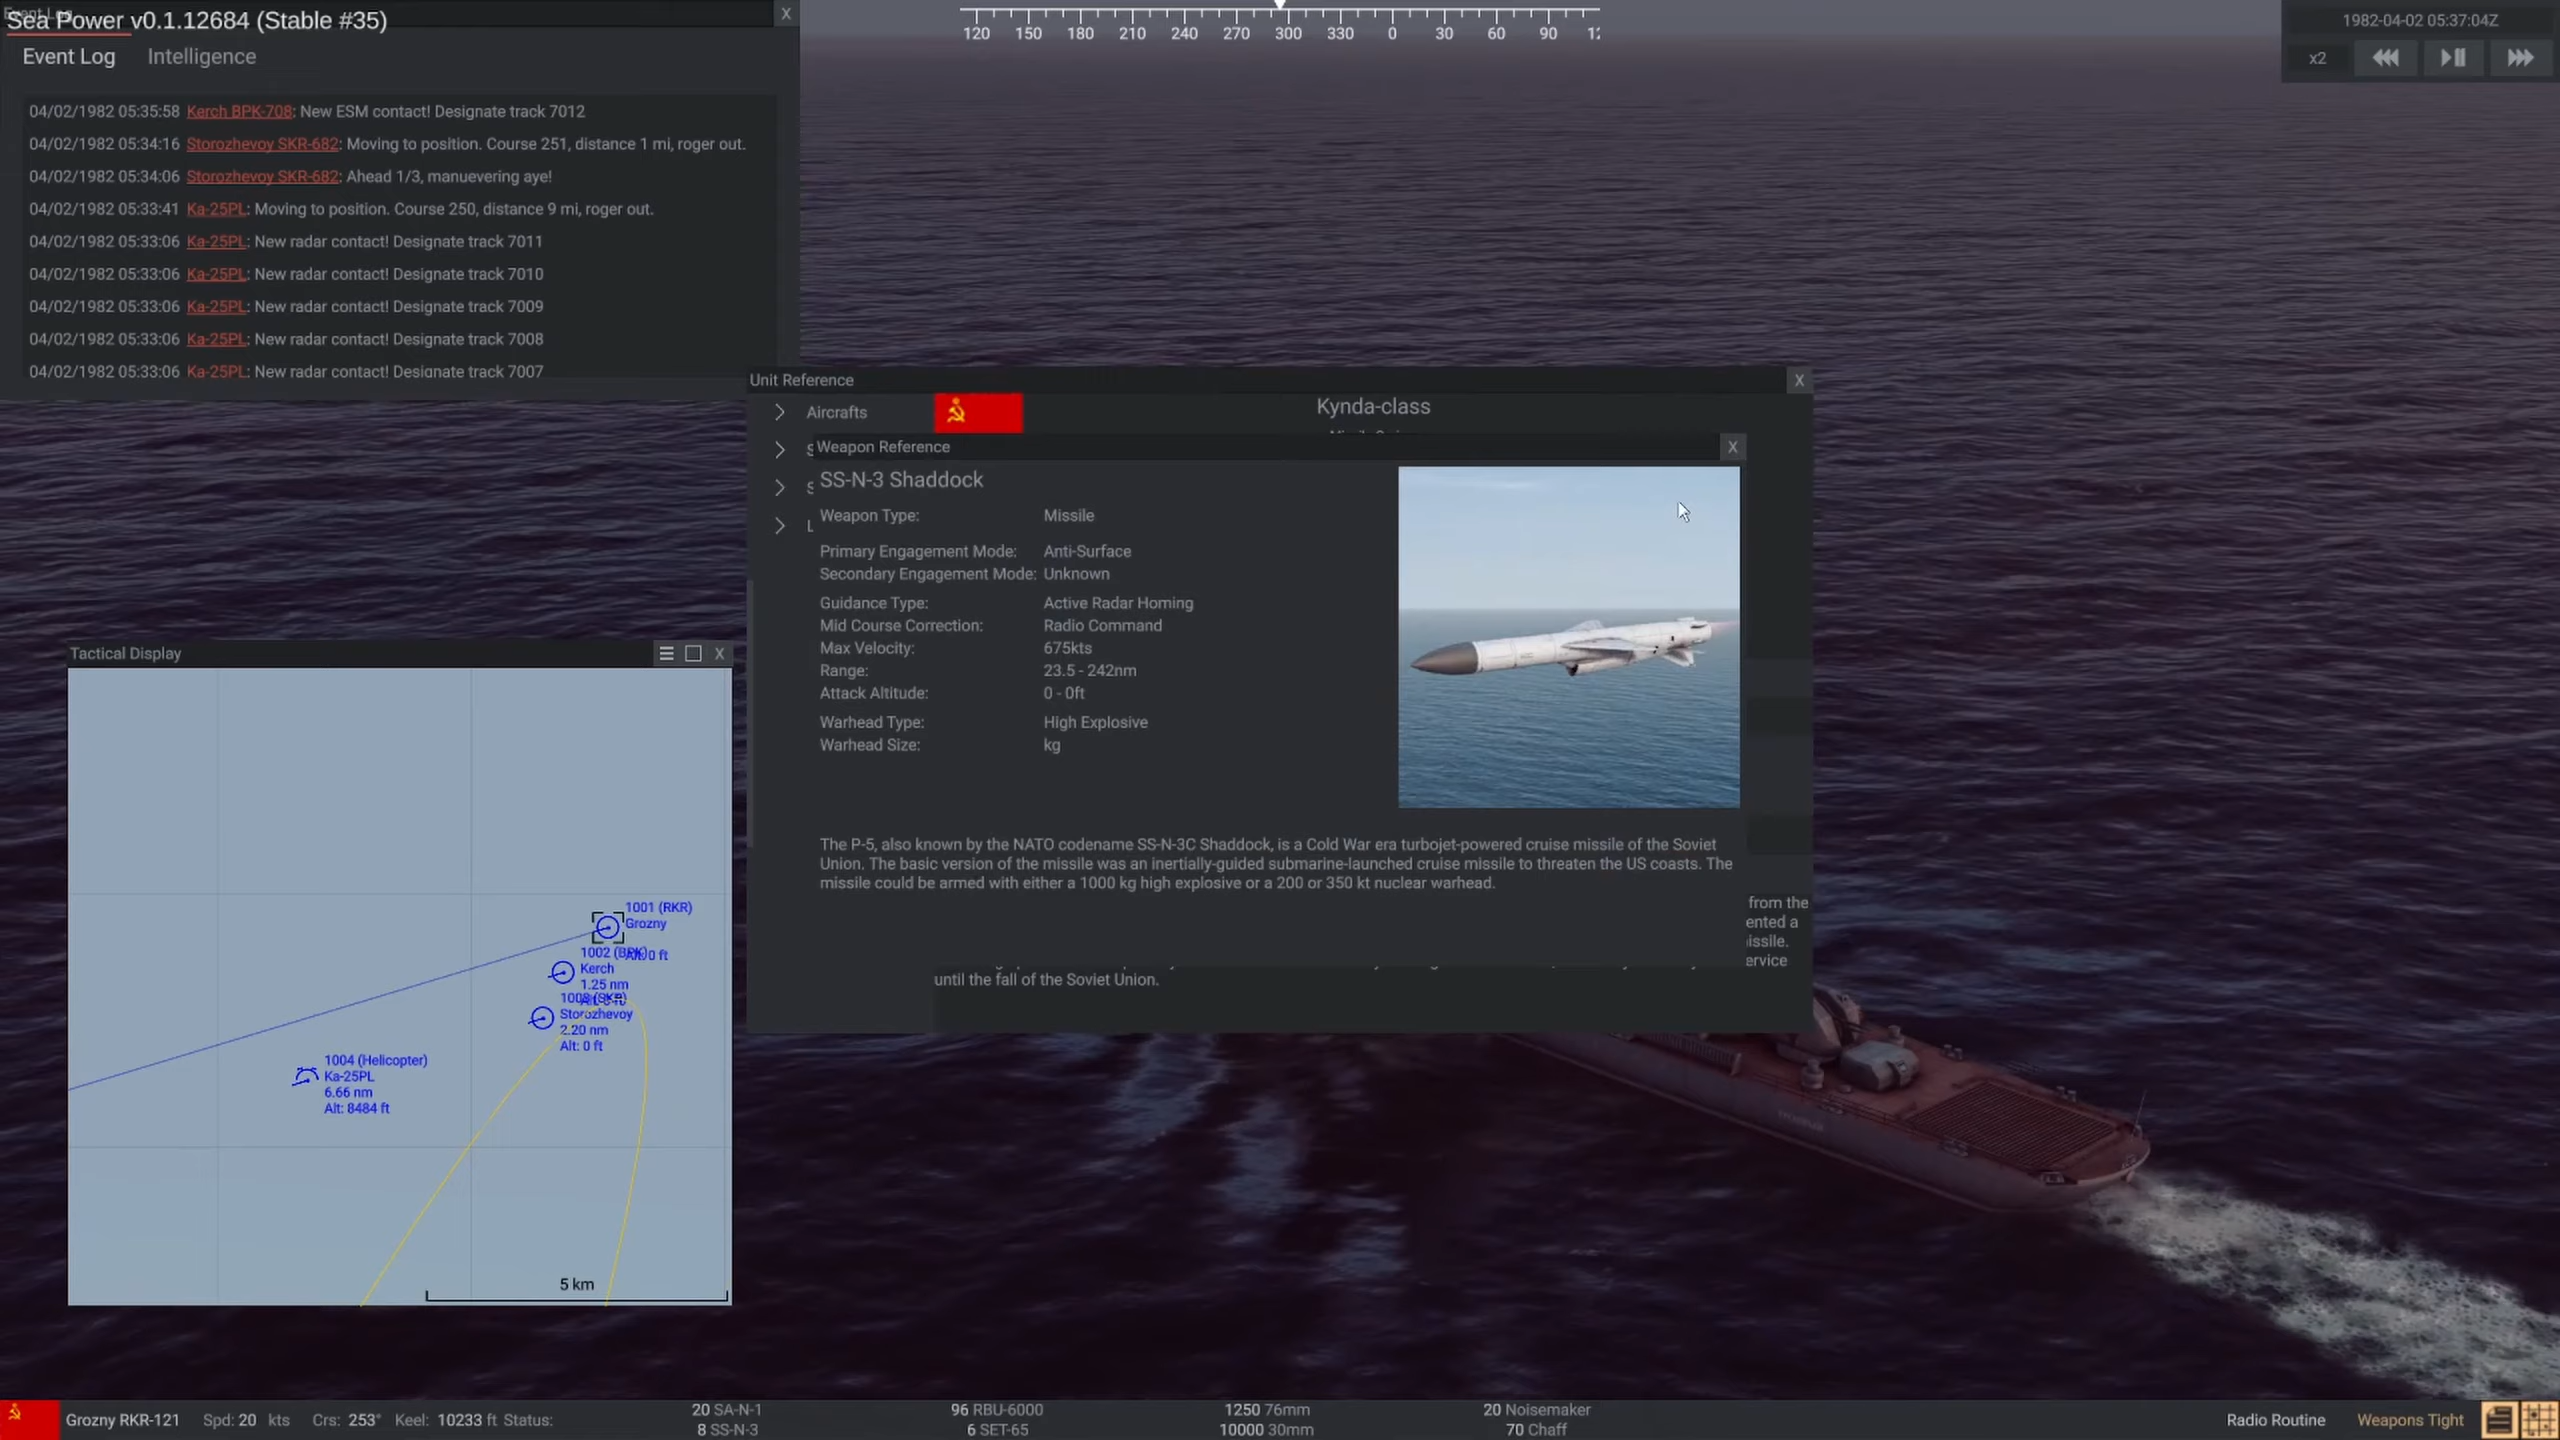 Sea Power v0.1.12684 (Stable #35)
X
Event Log
Intelligence
04/02/1982 05:35:58 Kerch BPK-708: New ESM contact! Designate track 7012
04/02/1982 05:34:16 Storozhevoy SKR-682: Moving to position. Course 251, distance 1 mi, roger out.
04/02/1982 05:34:06 Storozhevoy SKR-682: Ahead 1/3, manuevering aye!
04/02/1982 05:33:41 Ka-25PL: Moving to position. Course 250, distance 9 mi, roger out.
04/02/1982 05:33:06 Ka-25PL: New radar contact! Designate track 7011
04/02/1982 05:33:06 Ka-25PL: New radar contact! Designate track 7010
04/02/1982 05:33:06 Ka-25PL: New radar contact! Designate track 7009
04/02/1982 05:33:06 Ka-25PL: New radar contact! Designate track 7008
04/02/1982 05:33:06 Ka-25PL: New radar contact! Designate track 7007
120 150 180 210 240 270 300 330 0 30 60 90
1982-04-02 05:37:04Z
x2
Unit Reference
X
Aircrafts
Kynda-class
Weapon Reference
X
SS-N-3 Shaddock
Weapon Type: Missile
Primary Engagement Mode: Anti-Surface
Secondary Engagement Mode: Unknown
Guidance Type: Active Radar Homing
Mid Course Correction: Radio Command
Max Velocity: 675kts
Range: 23.5 - 242nm
Attack Altitude: 0 - 0ft
Warhead Type: High Explosive
Warhead Size: kg
The P-5, also known by the NATO codename SS-N-3C Shaddock, is a Cold War era turbojet-powered cruise missile of the Soviet
Union. The basic version of the missile was an inertially-guided submarine-launched cruise missile to threaten the US coasts. The
missile could be armed with either a 1000 kg high explosive or a 200 or 350 kt nuclear warhead.
from the
until the fall of the Soviet Union.
Tactical Display
X
1001 (RKR)
Grozny
1002 (BPK)
Kerch
1.25 nm
Storozhevoy
2.20 nm
Alt: 0 ft
1004 (Helicopter)
Ka-25PL
6.66 nm
Alt: 8484 ft
5 km
Grozny RKR-121 Spd: 20 kts Crs: 253° Keel: 10233 ft Status:
20 SA-N-1
8 SS-N-3
96 RBU-6000
6 SET-65
1250 76mm
10000 30mm
20 Noisemaker
70 Chaff
Radio Routine
Weapons Tight